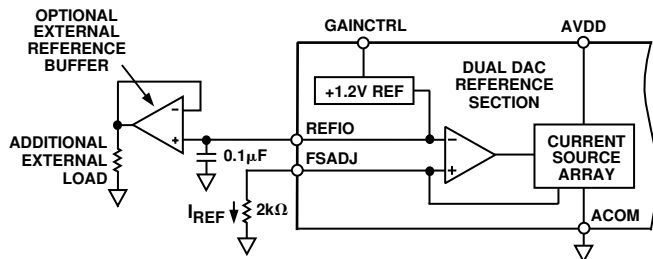 OPTIONAL
EXTERNAL
REFERENCE
BUFFER
GAINCTRL
AVDD
+1.2V REF
DUAL DAC
REFERENCE
SECTION
–
+
REFIO
–
+
CURRENT
SOURCE
ARRAY
ADDITIONAL
EXTERNAL
LOAD
0.1μF
FSADJ
IREF
2kΩ
ACOM